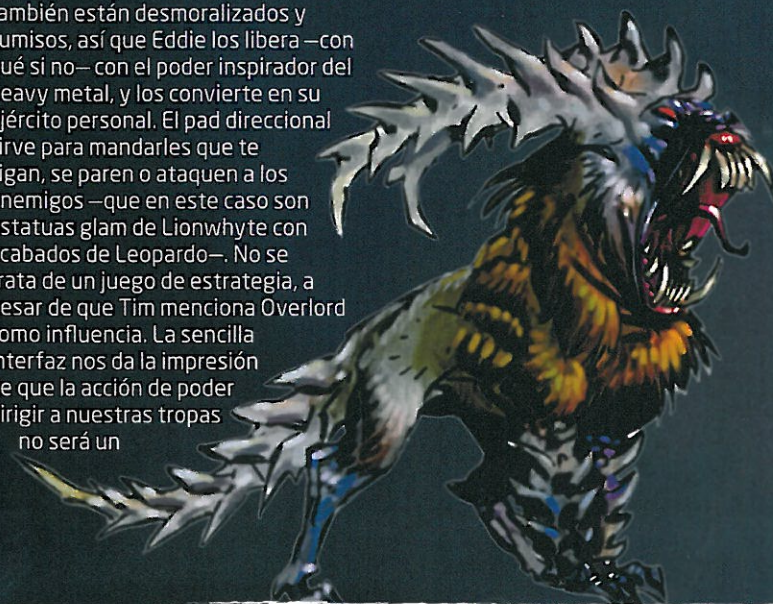 ambién están desmoralizados y
umisos, así que Eddie los libera —con
ué si no— con el poder inspirador del
eavy metal, y los convierte en su
jército personal. El pad direccional
irve para mandarles que te
igan, se paren o ataquen a los
nemigos —que en este caso son
statuas glam de Lionwhyte con
cabados de Leopardo—. No se
rata de un juego de estrategia, a
esar de que Tim menciona Overlord
omo influencia. La sencilla
nterfaz nos da la impresión
e que la acción de poder
irigir a nuestras tropas
no será un